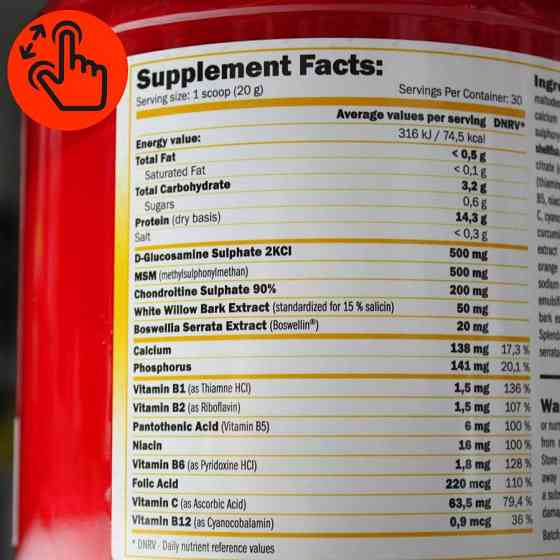 Supplement Facts:
Serving size: 1 scoop (20 g) Servings Per Container: 30
Average values per serving DNRV*
Energy value: 316 kJ / 74,5 kcal
Total Fat < 0,5 g
Saturated Fat < 0,1 g
Total Carbohydrate 3,2 g
Sugars 0,6 g
Protein (dry basis) 14,3 g
Salt < 0,3 g
D-Glucosamine Sulphate 2KCl 500 mg
MSM (methylsulphonylmethan) 500 mg
Chondroitine Sulphate 90% 200 mg
White Willow Bark Extract (standardized for 15 % salicin) 50 mg
Boswellia Serrata Extract (Boswellin®) 20 mg
Calcium 138 mg 17,3 %
Phosphorus 141 mg 20,1 %
Vitamin B1 (as Thiamne HCl) 1,5 mg 136 %
Vitamin B2 (as Riboflavin) 1,5 mg 107 %
Pantothenic Acid (Vitamin B5) 6 mg 100 %
Niacin 16 mg 100 %
Vitamin B6 (as Pyridoxine HCl) 1,8 mg 128 %
Folic Acid 220 mcg 110 %
Vitamin C (as Ascorbic Acid) 63,5 mg 79,4 %
Vitamin B12 (as Cyanocobalamin) 0,9 mcg 36 %
* DNRV - Daily nutrient reference values